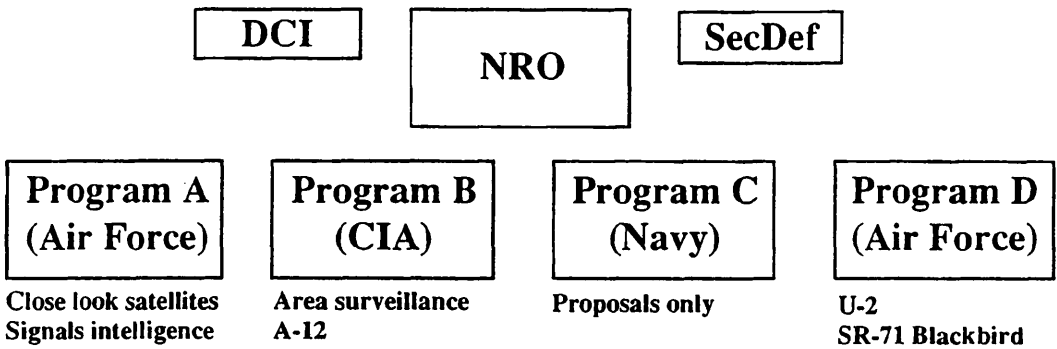 DCI
NRO
SecDef
Program A
(Air Force)
Close look satellites
Signals intelligence
Program B
(CIA)
Area surveillance
A-12
Program C
(Navy)
Proposals only
Program D
(Air Force)
U-2
SR-71 Blackbird